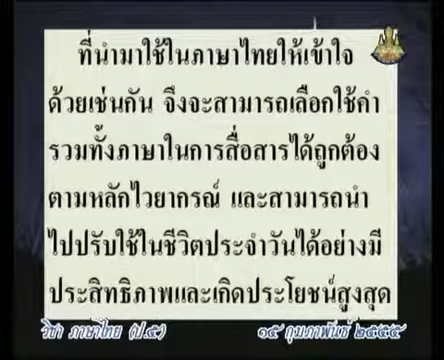 ที่นำมาใช้ในภาษาไทยให้เข้าใจ
ด้วยเช่นกัน จึงจะสามารถเลือกใช้คำ
รวมทั้งภาษาในการสื่อสารได้ถูกต้อง
ตามหลักไวยากรณ์ และสามารถนำ
ไปปรับใช้ในชีวิตประจำวันได้อย่างมี
ประสิทธิภาพและเกิดประโยชน์สูงสุด
วิชา ภาษาไทย (ป.๕) ๑๕ กุมภาพันธ์ ๒๕๕๕